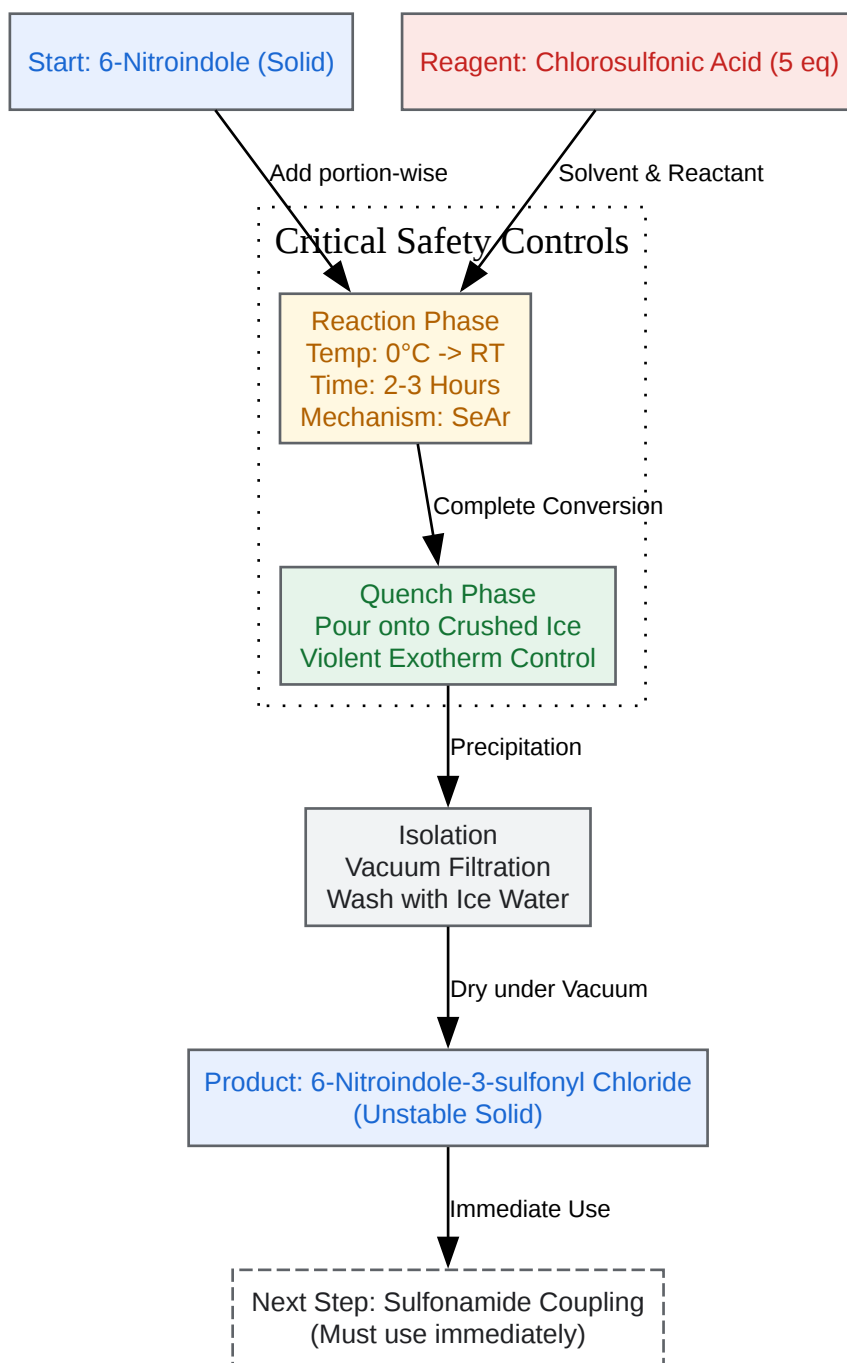 Start: 6-Nitroindole (Solid)
Reagent: Chlorosulfonic Acid (5 eq)
Add portion-wise
Solvent & Reactant
Critical Safety Controls
Reaction Phase
Temp: 0°C -> RT
Time: 2-3 Hours
Mechanism: SeAr
Complete Conversion
Quench Phase
Pour onto Crushed Ice
Violent Exotherm Control
Precipitation
Isolation
Vacuum Filtration
Wash with Ice Water
Dry under Vacuum
Product: 6-Nitroindole-3-sulfonyl Chloride
(Unstable Solid)
Immediate Use
Next Step: Sulfonamide Coupling
(Must use immediately)